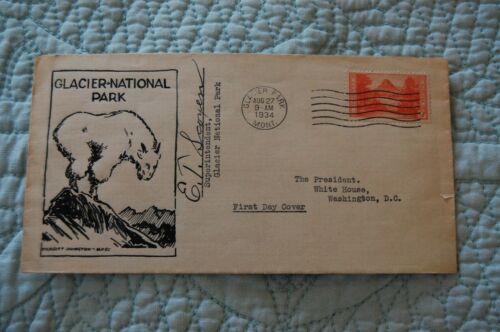 GLACIER-NATIONAL
PARK
E. T. Scoyen
Superintendent,
Glacier National Park
GLACIER PARK
AUG 27
9-AM
1934
MONT.
The President.
White House,
Washington, D.C.
First Day Cover